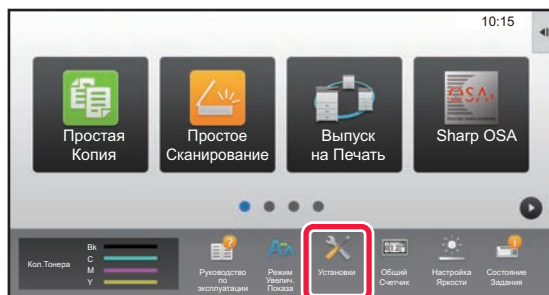 10:15
Простая
Копия
Простое
Сканирование
Выпуск
на Печать
Sharp OSA
Кол.Тонера
Bk
C
M
Y
Руководство
по
эксплуатации
Режим
Увелич.
Показа
Установки
Общий
Счетчик
Настройка
Яркости
Состояние
Задания